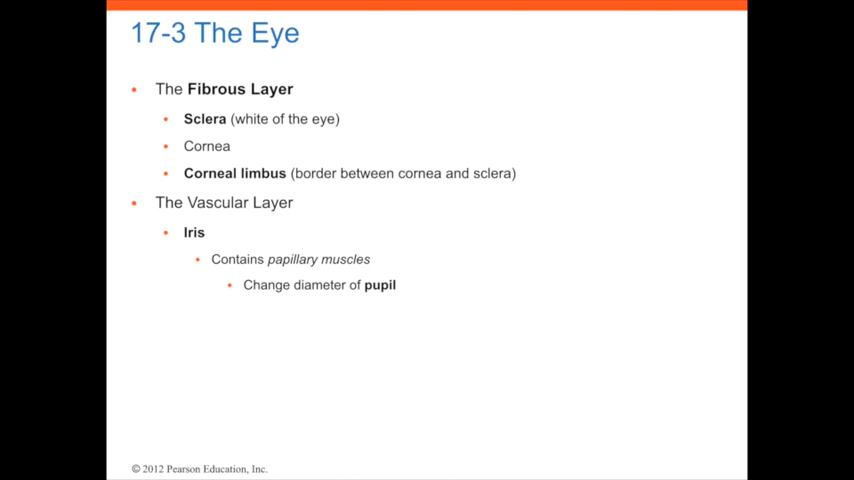 17-3 The Eye
• The Fibrous Layer
• Sclera (white of the eye)
• Cornea
• Corneal limbus (border between cornea and sclera)
• The Vascular Layer
• Iris
• Contains papillary muscles
• Change diameter of pupil
© 2012 Pearson Education, Inc.